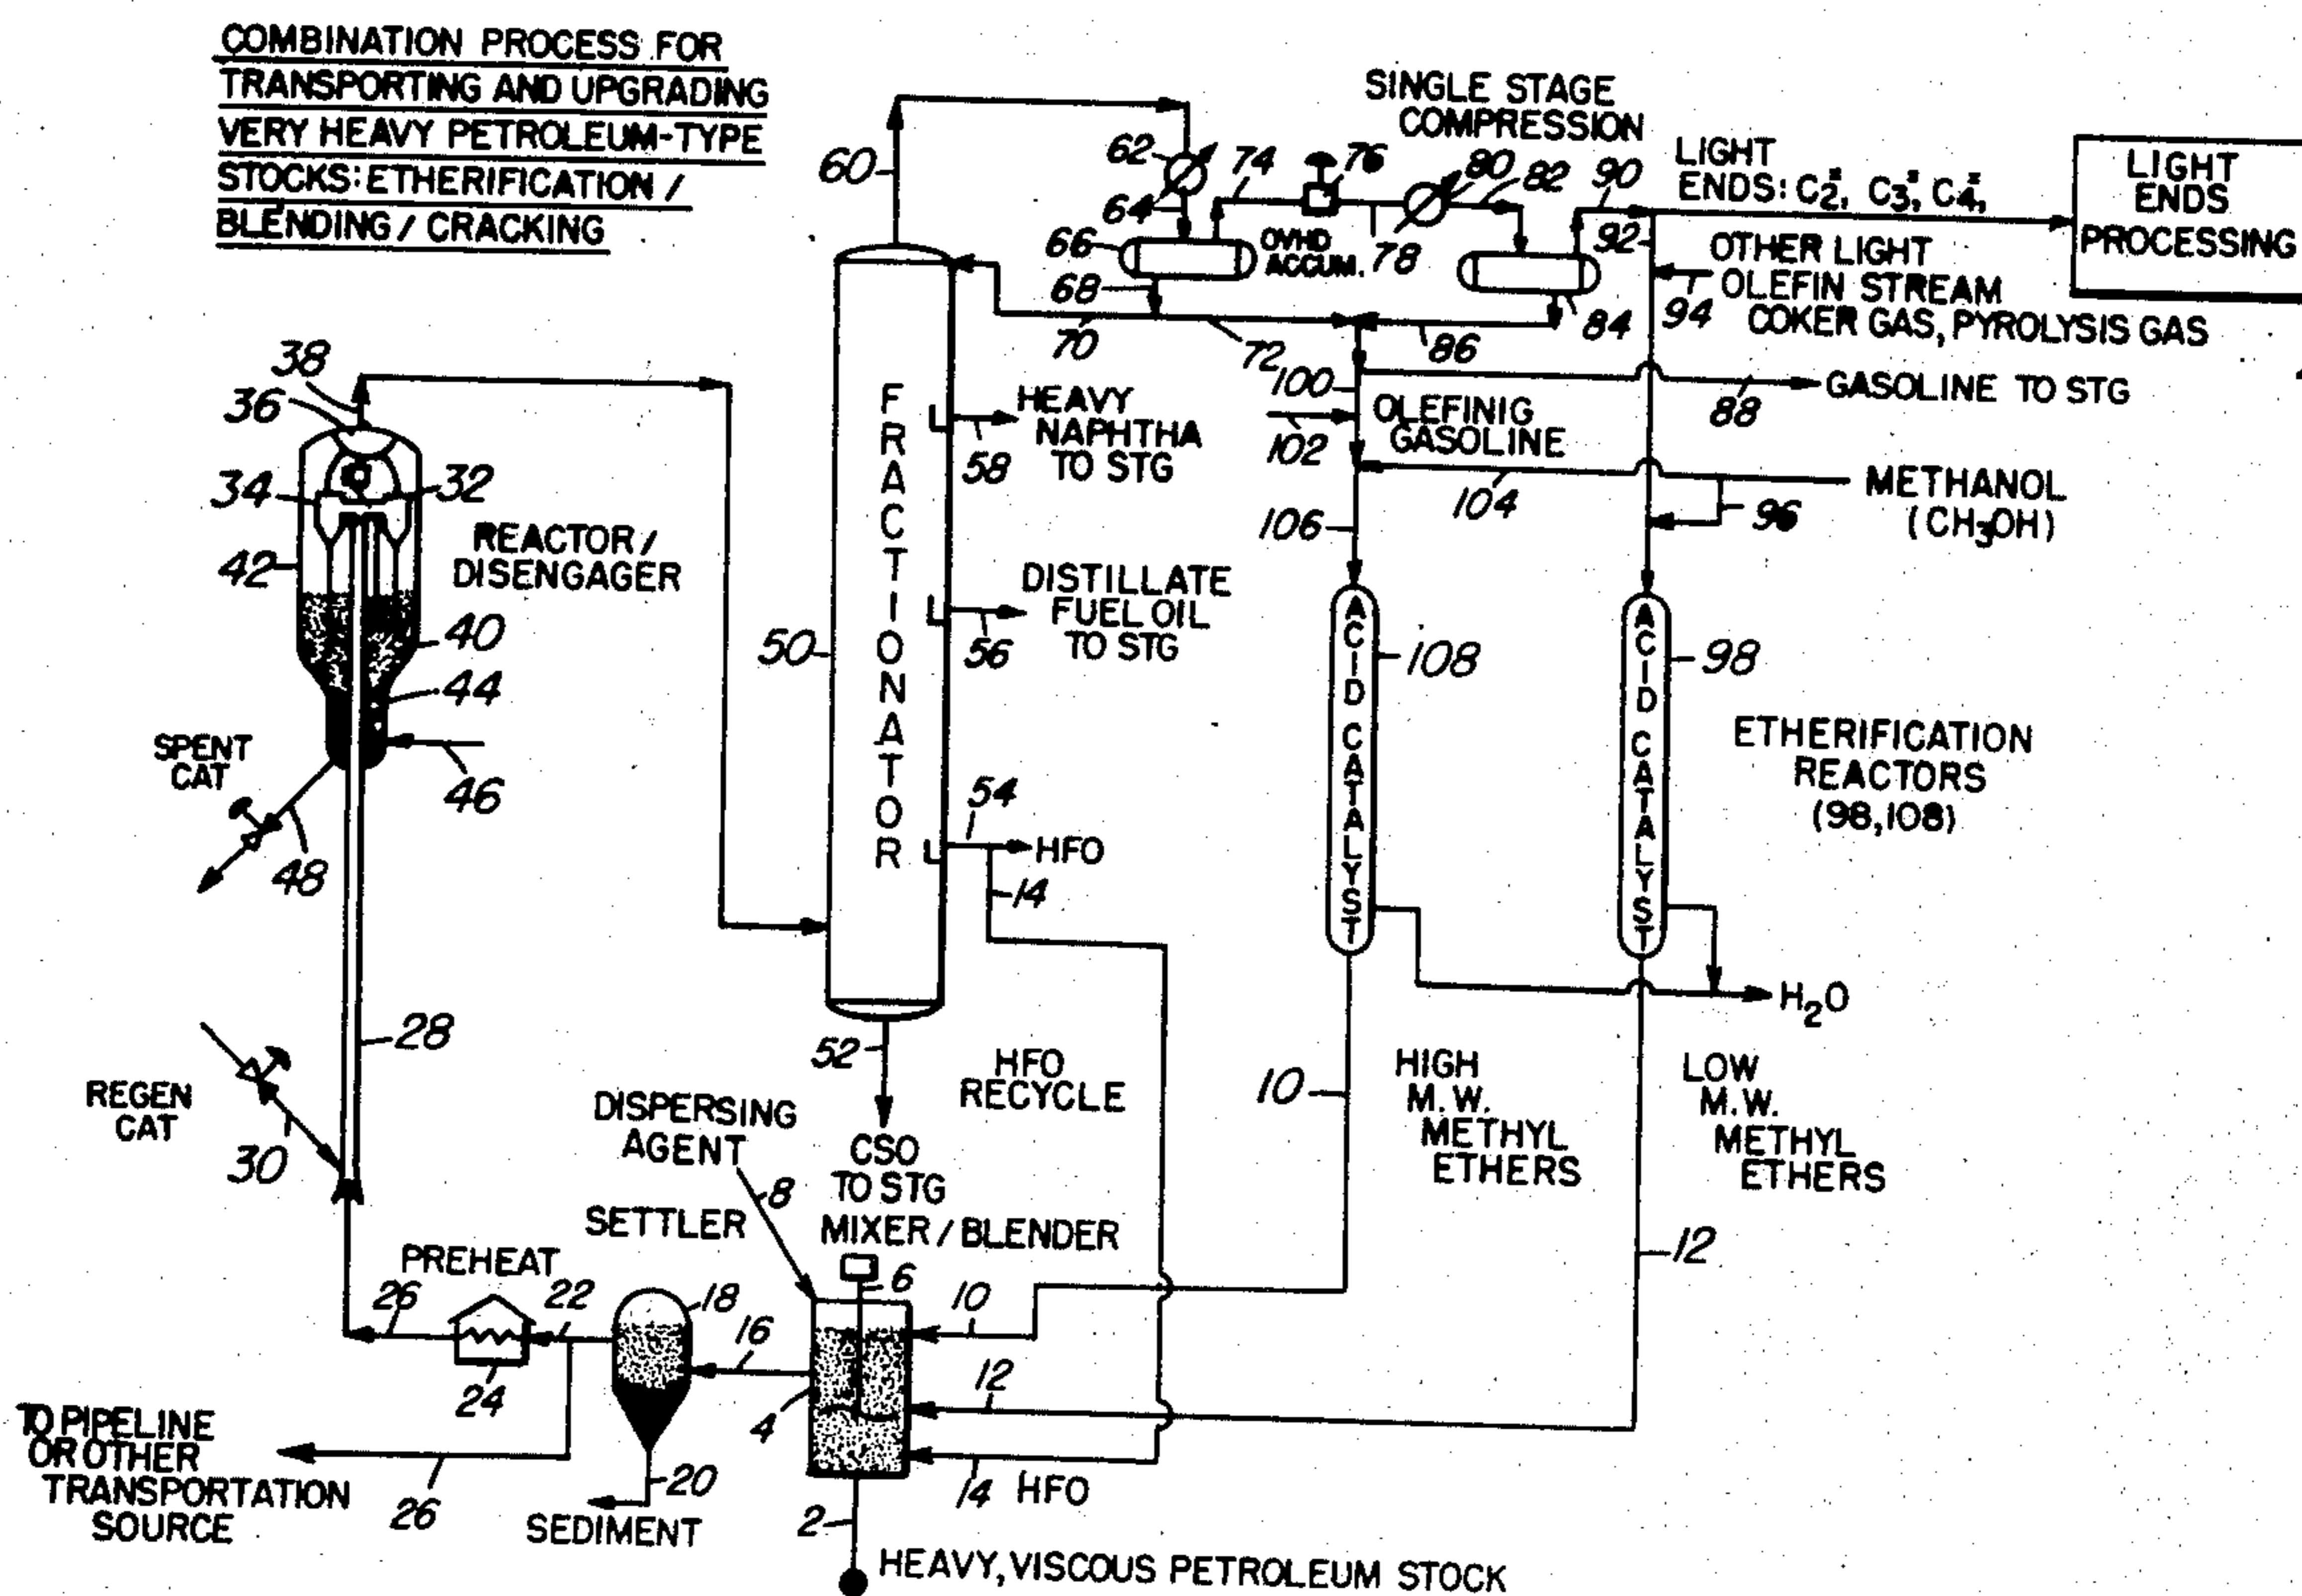 COMBINATION PROCESS FOR
TRANSPORTING AND UPGRADING
VERY HEAVY PETROLEUM-TYPE
STOCKS: ETHERIFICATION /
BLENDING / CRACKING
SINGLE STAGE
COMPRESSION
60
62
64
66
68
70
72
74
76
78
80
82
84
86
90
92
94
OVHD
ACCUM.
LIGHT
ENDS: C2=, C3=, C4=,
LIGHT
ENDS
PROCESSING
OTHER LIGHT
OLEFIN STREAM
COKER GAS, PYROLYSIS GAS
88
GASOLINE TO STG
100
102
OLEFINIG
GASOLINE
104
106
96
METHANOL
(CH3OH)
38
36
34
32
42
REACTOR /
DISENGAGER
40
44
46
SPENT
CAT
48
28
REGEN
CAT
30
50
FRACTIONATOR
HEAVY
NAPHTHA
TO STG
58
DISTILLATE
FUEL OIL
TO STG
56
54
HFO
14
52
CSO
TO STG
HFO
RECYCLE
ACID CATALYST
108
ACID CATALYST
98
ETHERIFICATION
REACTORS
(98,108)
H2O
10
HIGH
M.W.
METHYL
ETHERS
LOW
M.W.
METHYL
ETHERS
12
DISPERSING
AGENT
8
SETTLER
MIXER / BLENDER
6
PREHEAT
26
22
24
18
16
4
10
12
14 HFO
20
SEDIMENT
TO PIPELINE
OR OTHER
TRANSPORTATION
SOURCE
26
2
HEAVY, VISCOUS PETROLEUM STOCK